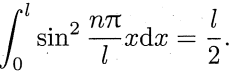 ∫₀ˡ sin² (nπ/l) x dx = l/2.